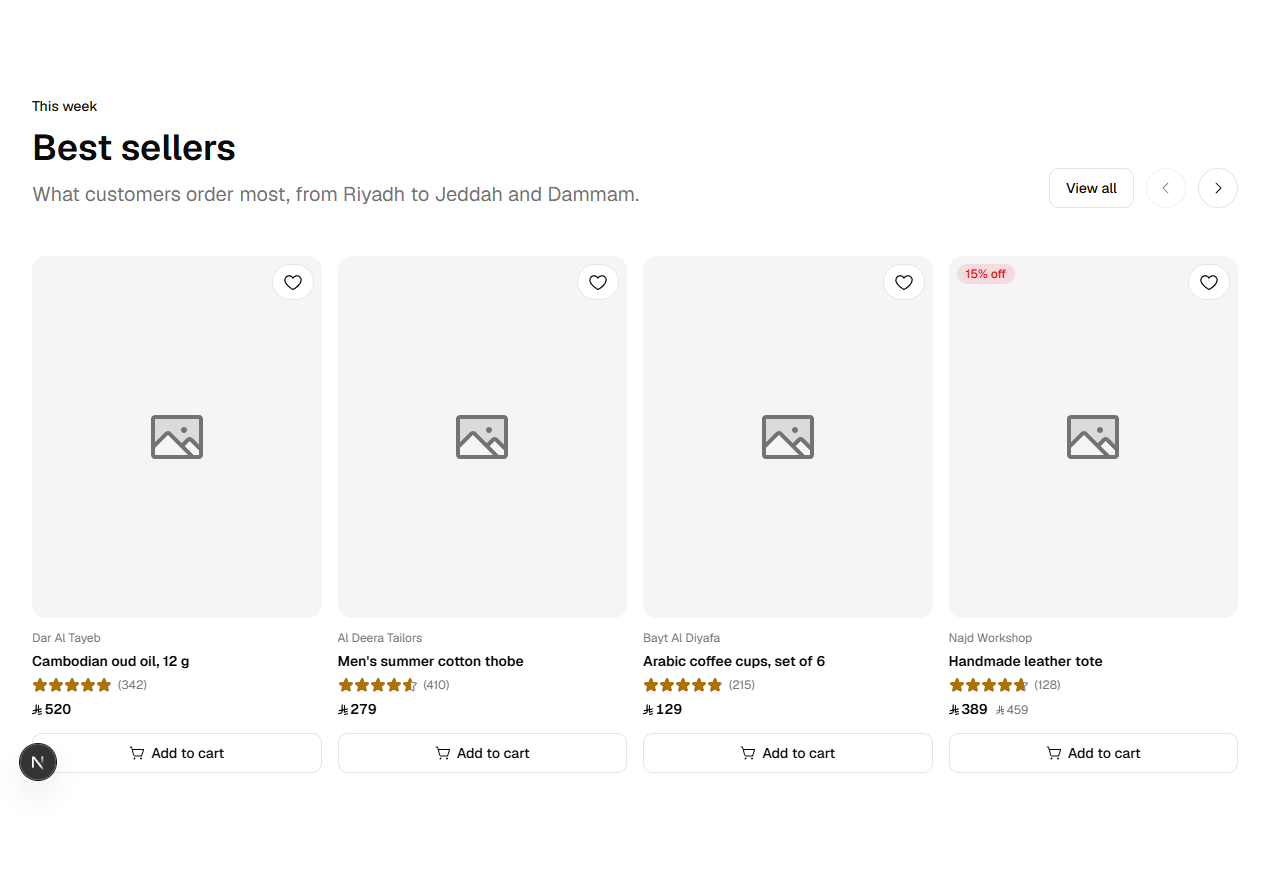 This week
Best sellers
What customers order most, from Riyadh to Jeddah and Dammam.
View all
15% off
Dar Al Tayeb
Cambodian oud oil, 12 g
(342)
520
Add to cart
Al Deera Tailors
Men's summer cotton thobe
(410)
279
Add to cart
Bayt Al Diyafa
Arabic coffee cups, set of 6
(215)
129
Add to cart
Najd Workshop
Handmade leather tote
(128)
389 459
Add to cart
N